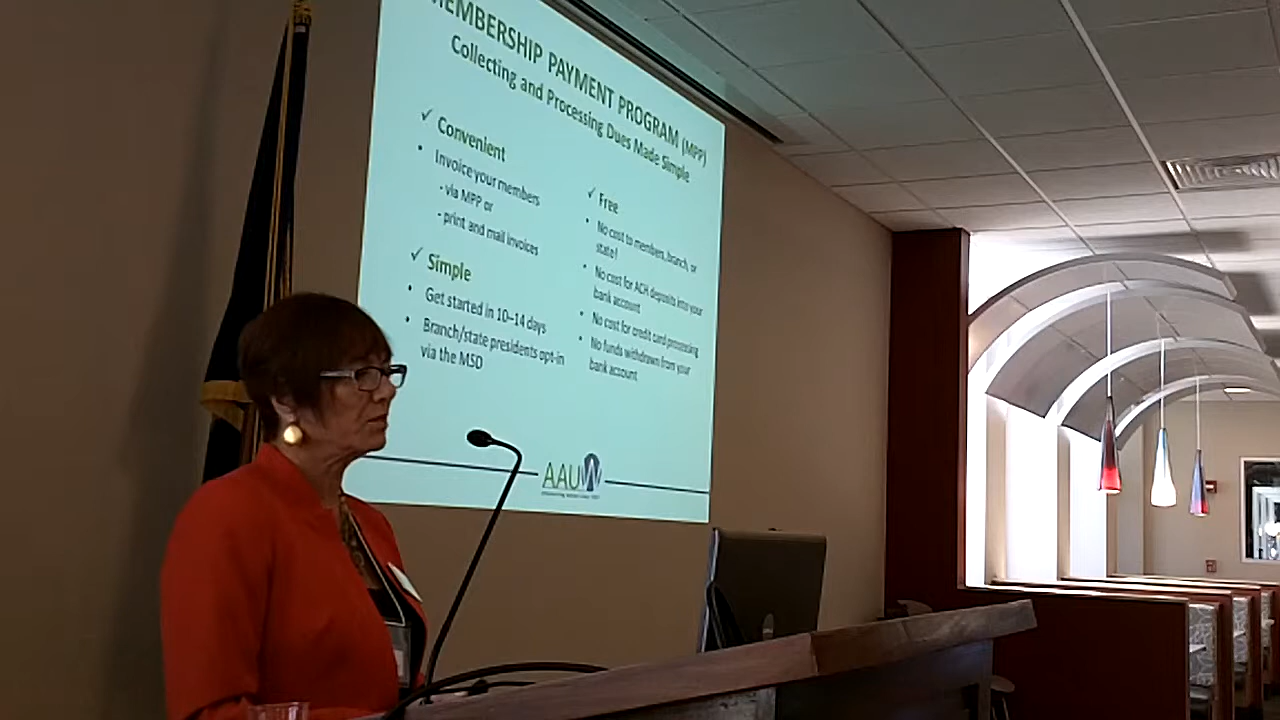 MEMBERSHIP PAYMENT PROGRAM (MPP)
Collecting and Processing Dues Made Simple
✓ Convenient
• Invoice your members
- via MPP or
- print and mail invoices
✓ Simple
• Get started in 10–14 days
• Branch/state presidents opt-in
via the MSD
✓ Free
• No cost to members, branch, or
state!
• No cost for ACH deposits into your
bank account
• No cost for credit card processing
• No funds withdrawn from your
bank account
AAUW